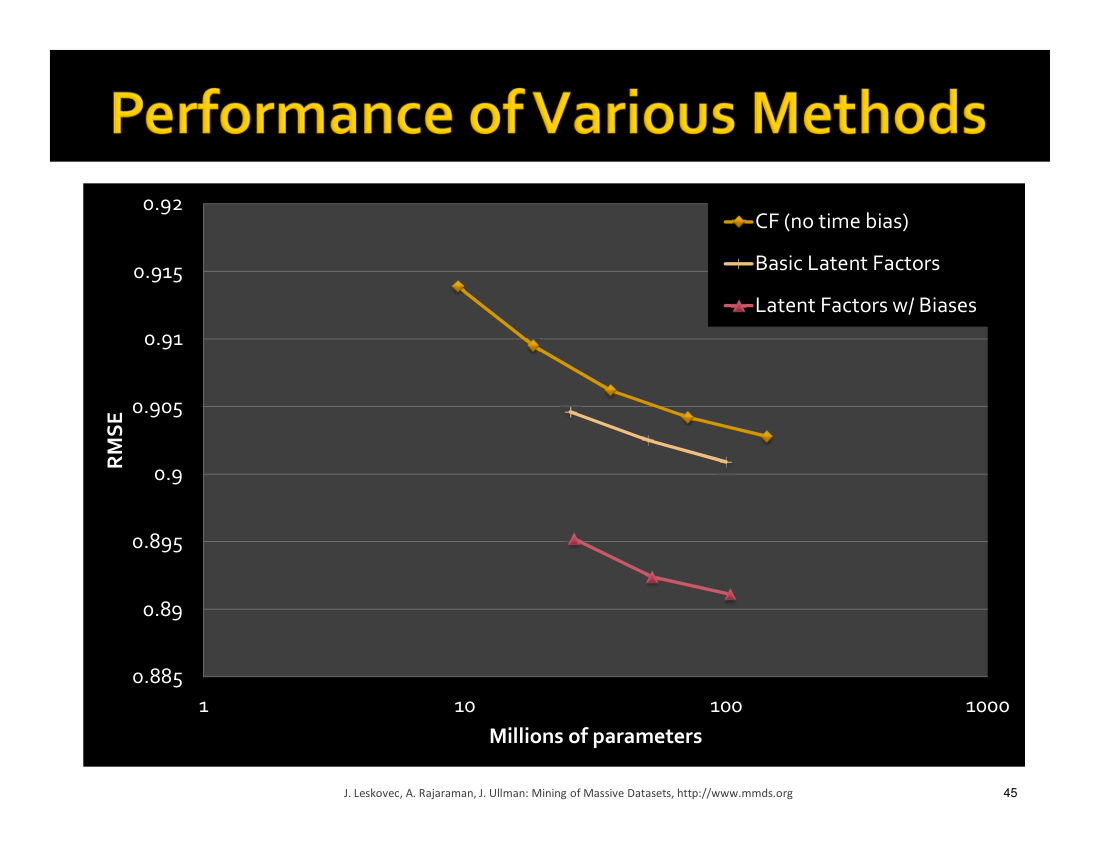 Performance of Various Methods
0.92
0.915
0.91
0.905
0.9
0.895
0.89
0.885
RMSE
CF (no time bias)
Basic Latent Factors
Latent Factors w/ Biases
1 10 100 1000
Millions of parameters
J. Leskovec, A. Rajaraman, J. Ullman: Mining of Massive Datasets, http://www.mmds.org 45